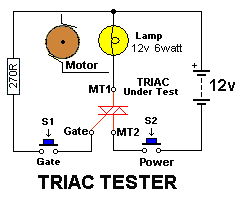 Lamp
12v 6watt
Motor
270R
MT1
TRIAC
Under Test
+
12v
S1
Gate
MT2
S2
Gate
Power
TRIAC TESTER